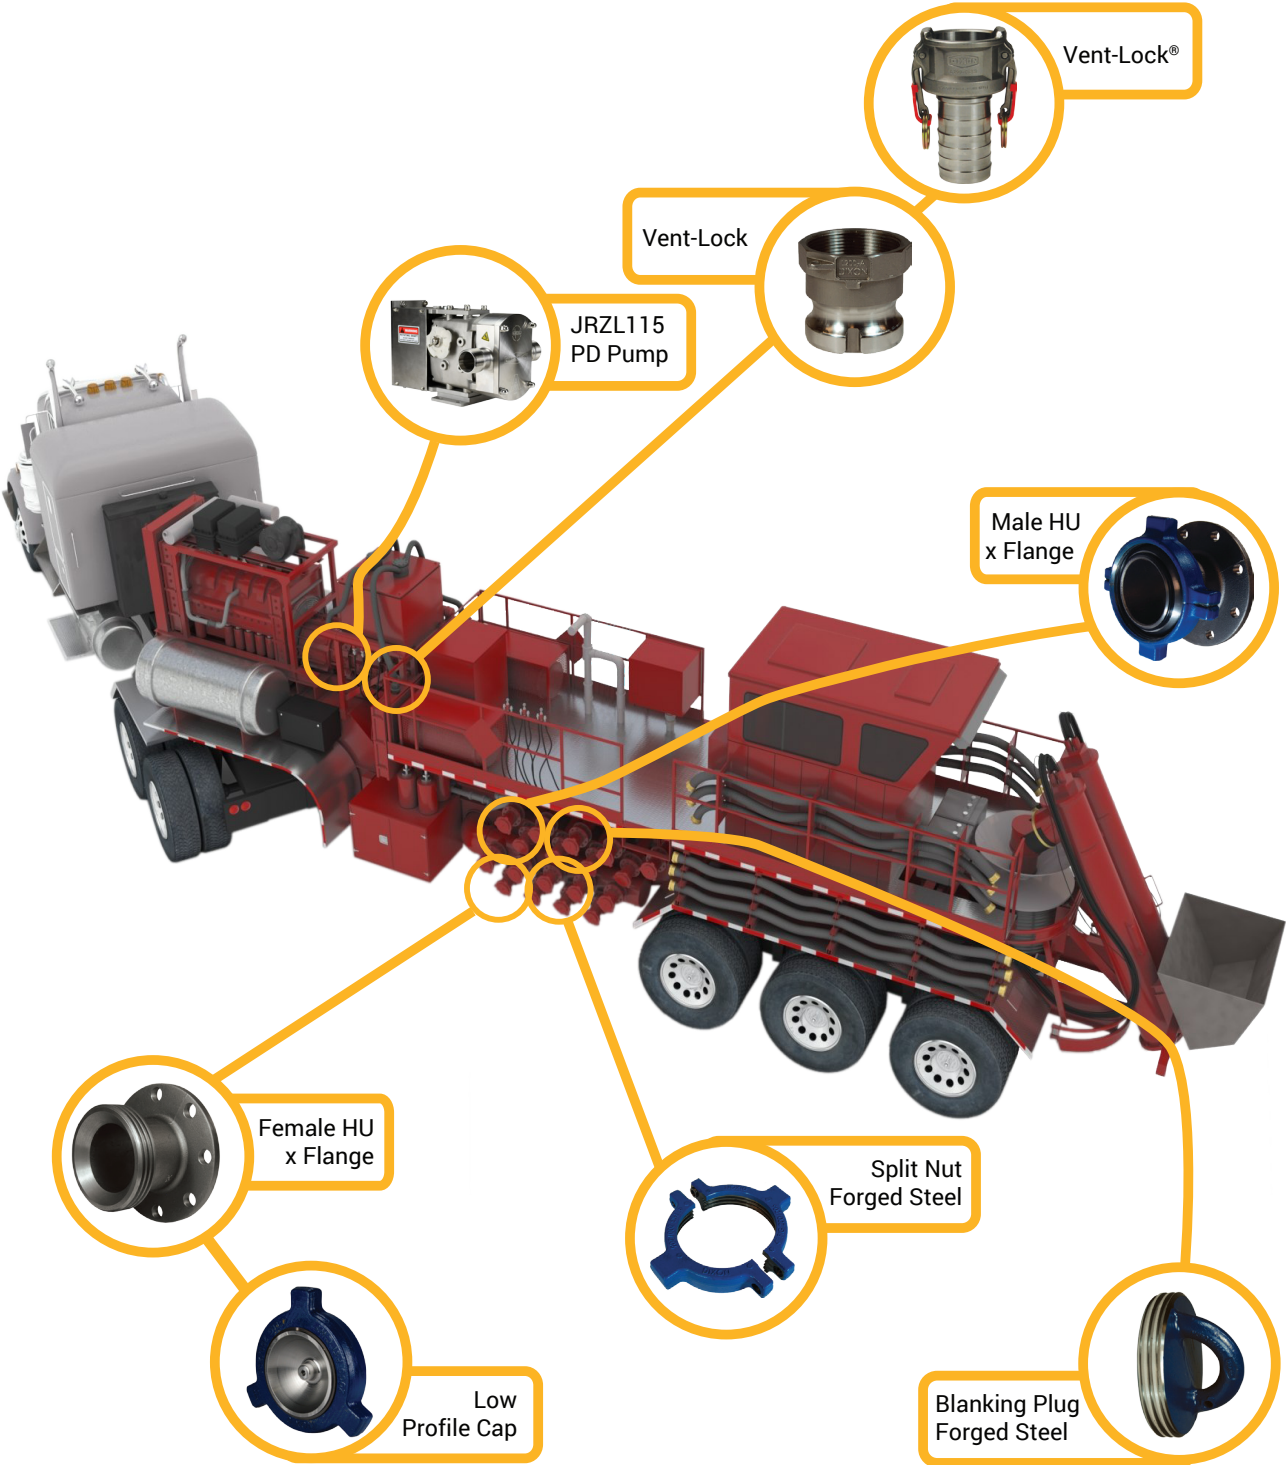 Vent-Lock®
Vent-Lock
JRZL115
PD Pump
Male HU
x Flange
Female HU
x Flange
Split Nut
Forged Steel
Low
Profile Cap
Blanking Plug
Forged Steel